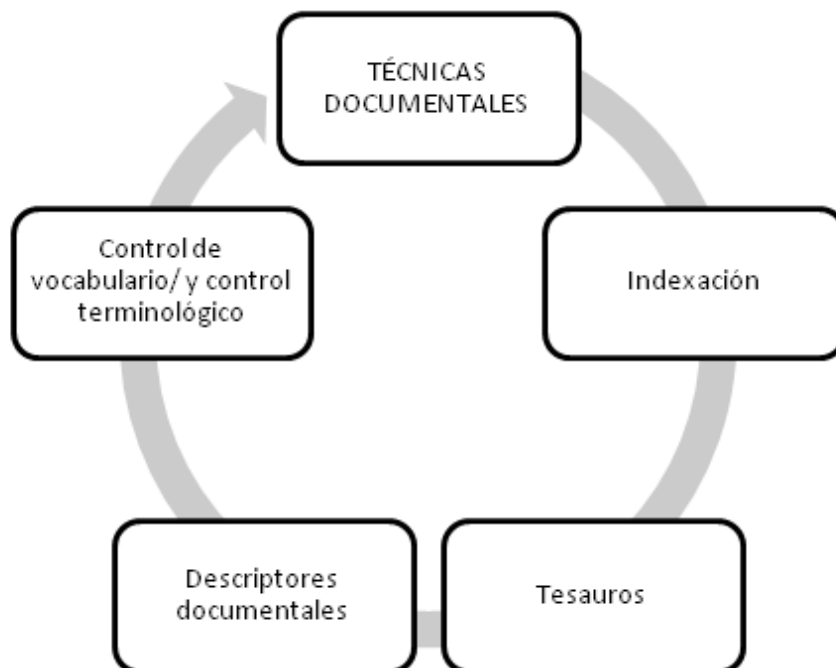 TÉCNICAS
DOCUMENTALES
Indexación
Tesauros
Descriptores
documentales
Control de
vocabulario/ y control
terminológico